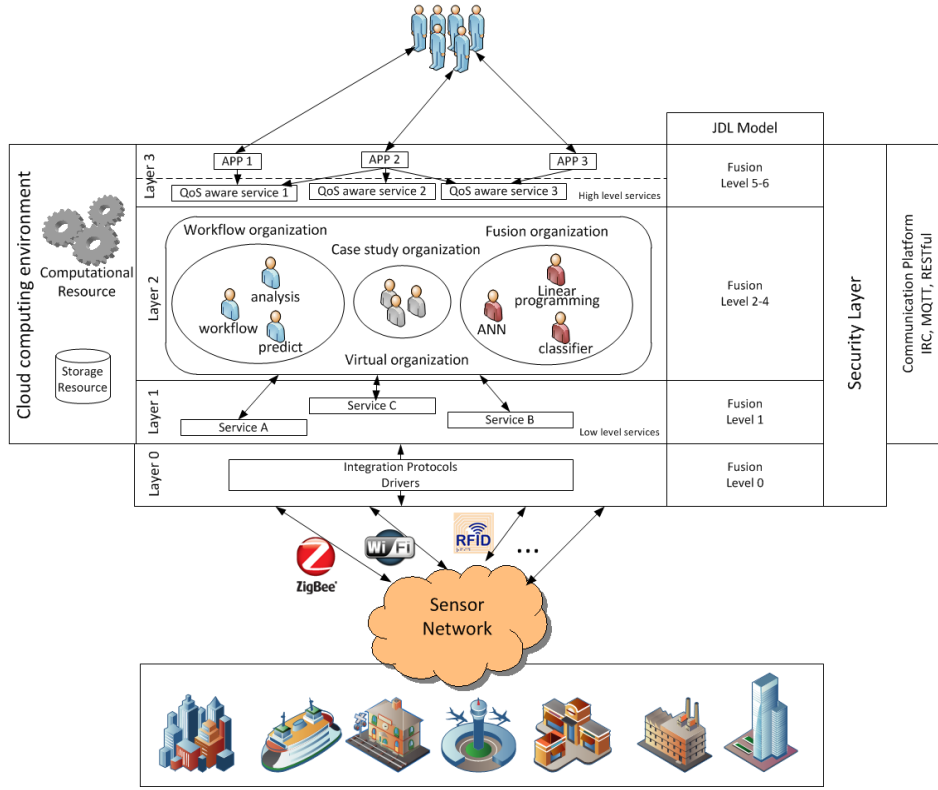 JDL Model
Cloud computing environment
Computational
Resource
Storage
Resource
Layer 3
APP 1
APP 2
APP 3
QoS aware service 1
QoS aware service 2
QoS aware service 3
High level services
Fusion
Level 5-6
Layer 2
Workflow organization
analysis
workflow
predict
Case study organization
Fusion organization
Linear
programming
ANN
classifier
Virtual organization
Fusion
Level 2-4
Layer 1
Service A
Service C
Service B
Low level services
Fusion
Level 1
Layer 0
Integration Protocols
Drivers
Fusion
Level 0
Security Layer
Communication Platform
IRC, MQTT, RESTful
ZigBee®
Wi Fi
RFiD
...
Sensor
Network